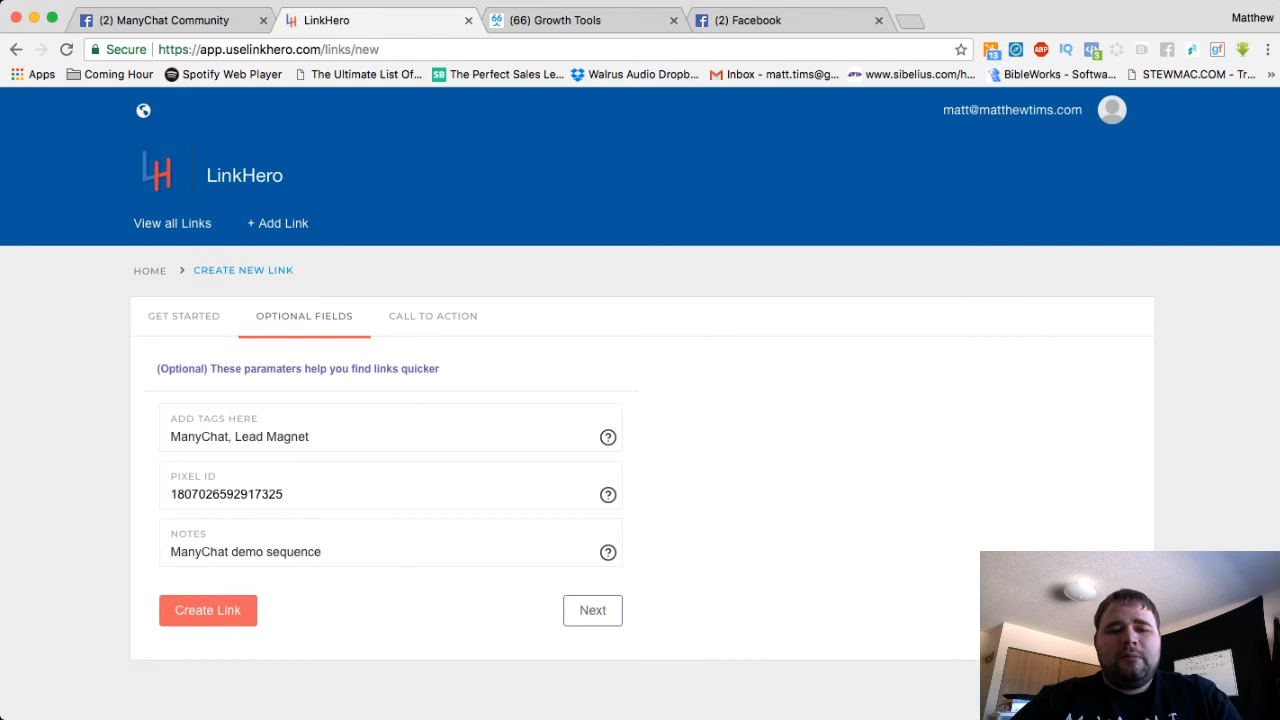 (2) ManyChat Community
LinkHero
(66) Growth Tools
(2) Facebook
Matthew
Secure
https://app.uselinkhero.com/links/new
Apps
Coming Hour
Spotify Web Player
The Ultimate List Of...
The Perfect Sales Le...
Walrus Audio Dropb...
Inbox - matt.tims@g...
www.sibelius.com/h...
BibleWorks - Softwa...
STEWMAC.COM - Tr...
matt@matthewtims.com
LH
LinkHero
View all Links
+ Add Link
HOME > CREATE NEW LINK
GET STARTED
OPTIONAL FIELDS
CALL TO ACTION
(Optional) These paramaters help you find links quicker
ADD TAGS HERE
ManyChat, Lead Magnet
PIXEL ID
1807026592917325
NOTES
ManyChat demo sequence
Create Link
Next